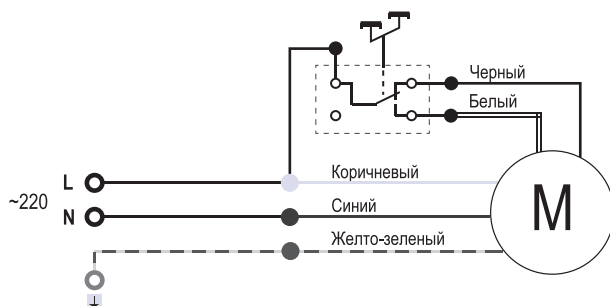 Черный
Белый
L
Коричневый
~220
N
Синий
Желто-зеленый
M